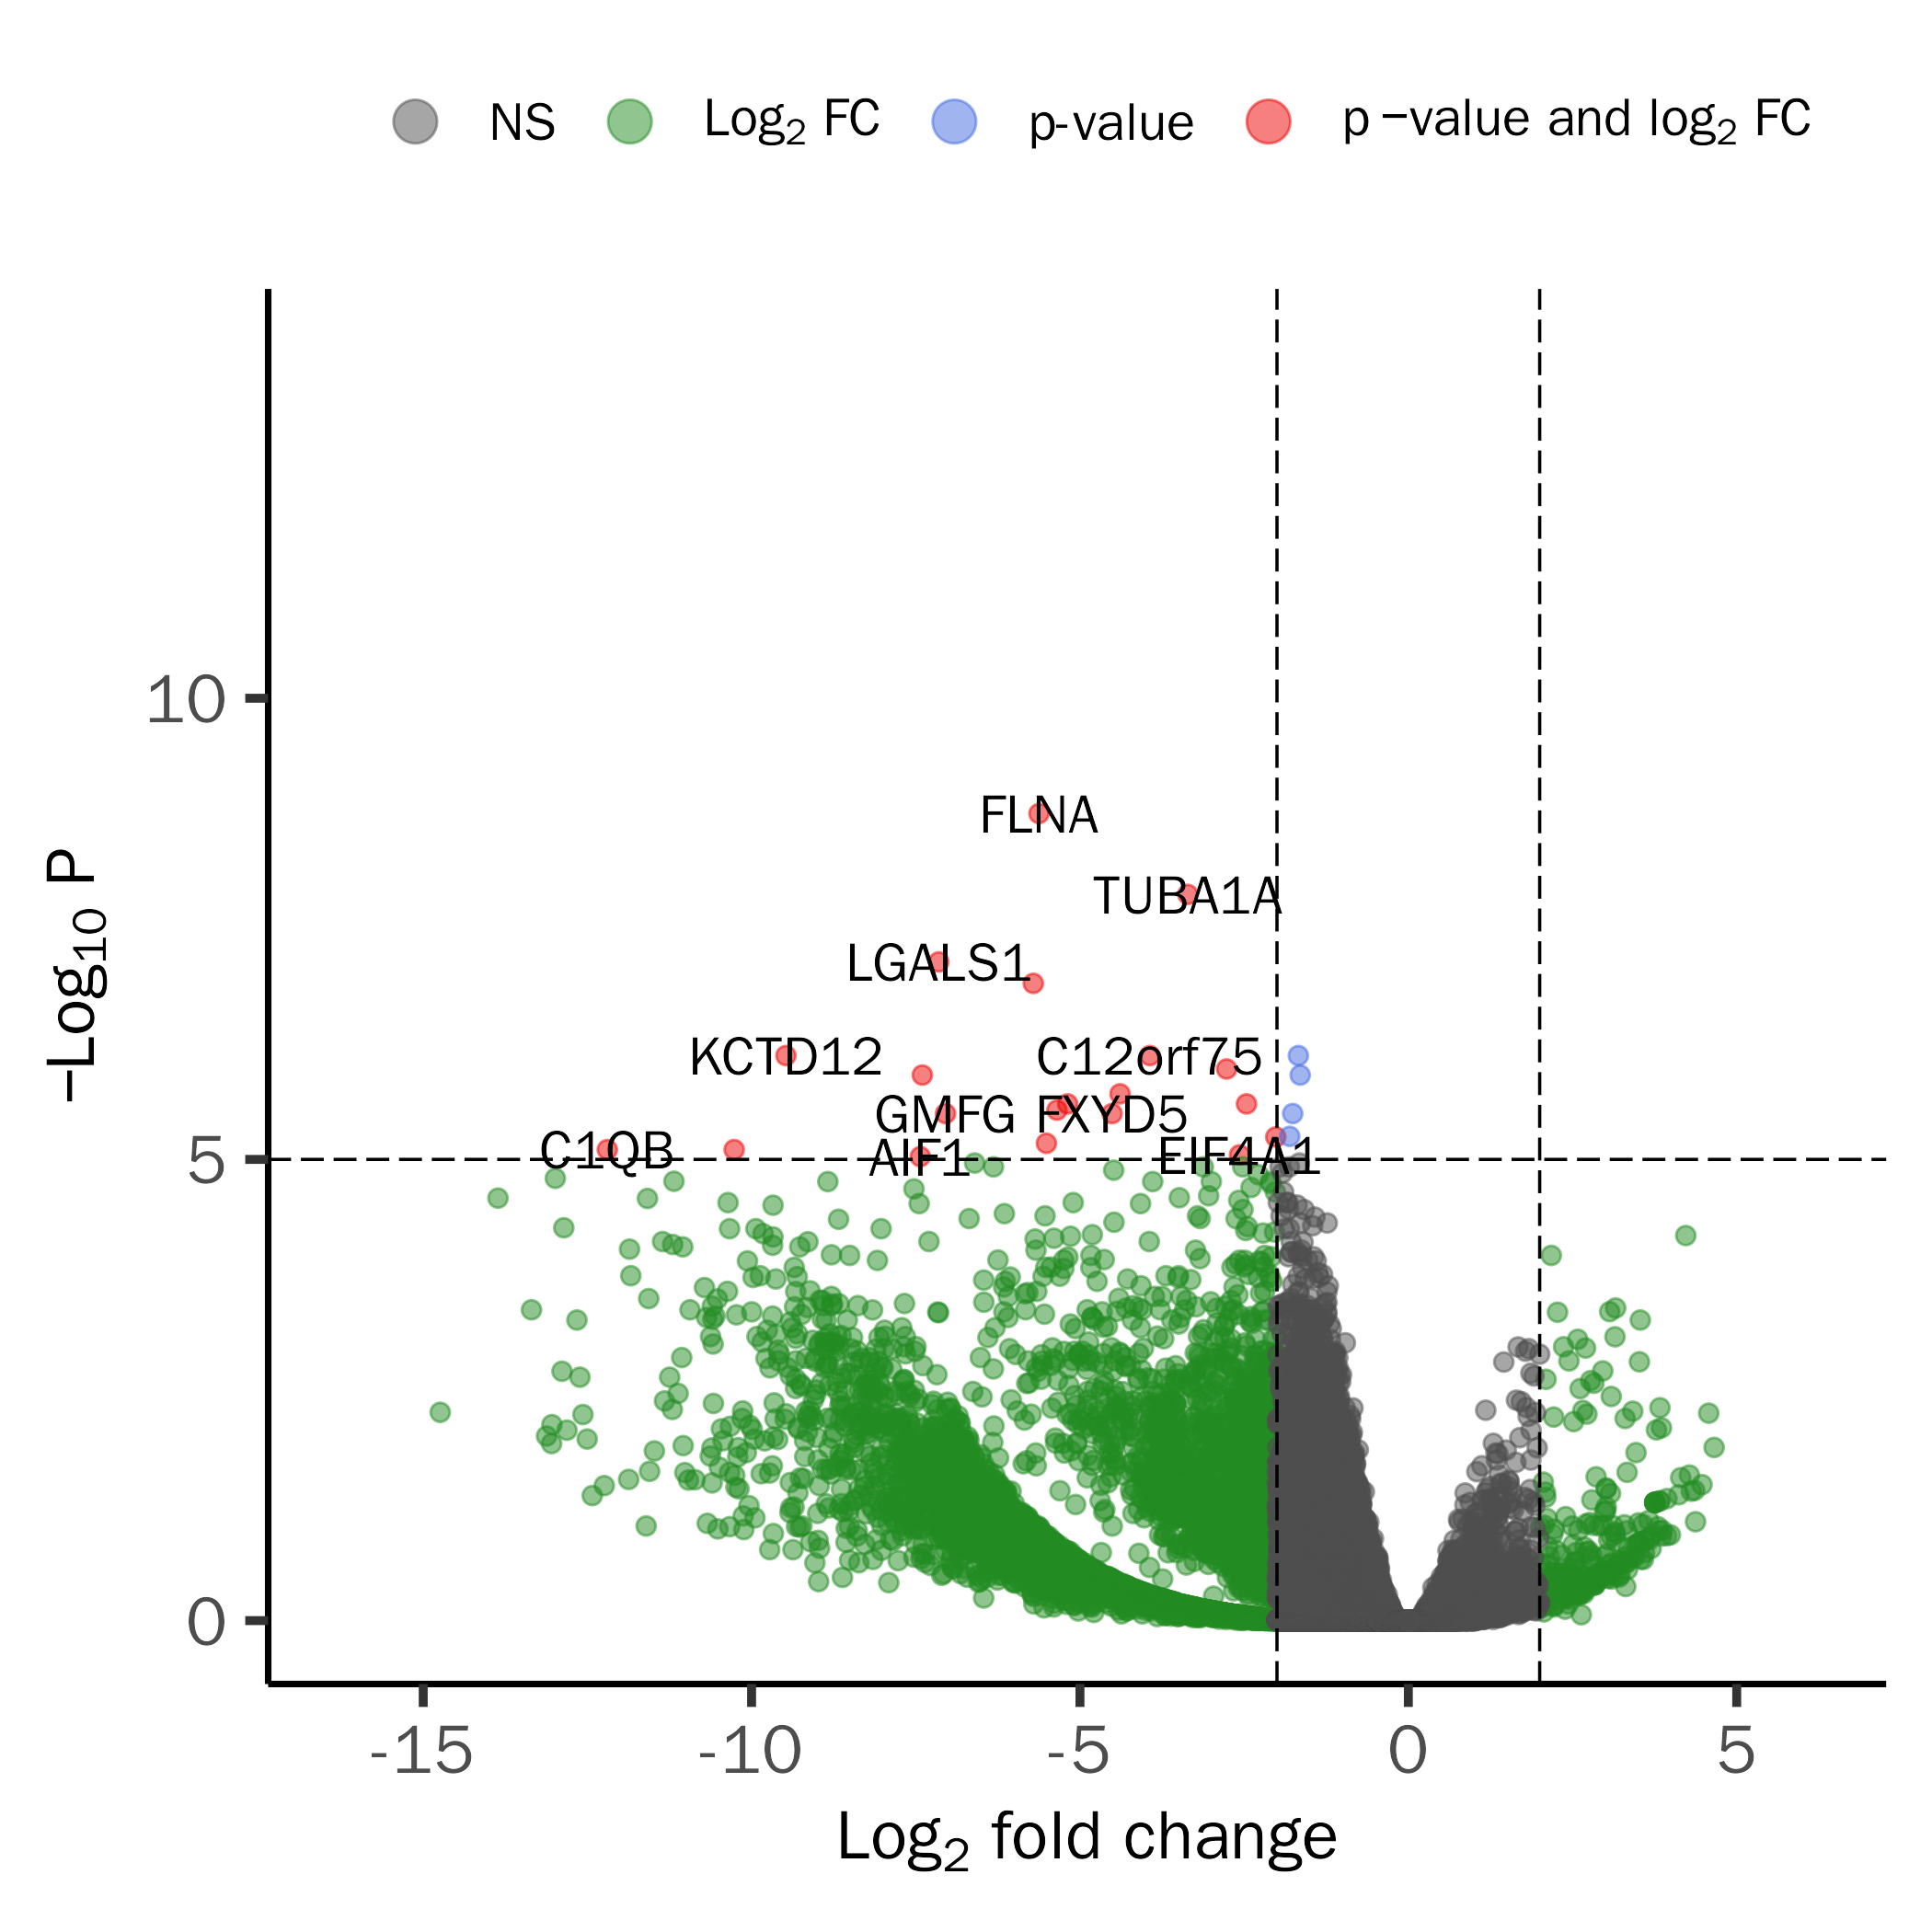 NS Log₂ FC p-value p −value and log₂ FC
−Log₁₀ P
10
5
0
FLNA
TUBA1A
LGALS1
KCTD12 C12orf75
GMFG FXYD5
C1QB AIF1 EIF4A1
-15 -10 -5 0 5
Log₂ fold change